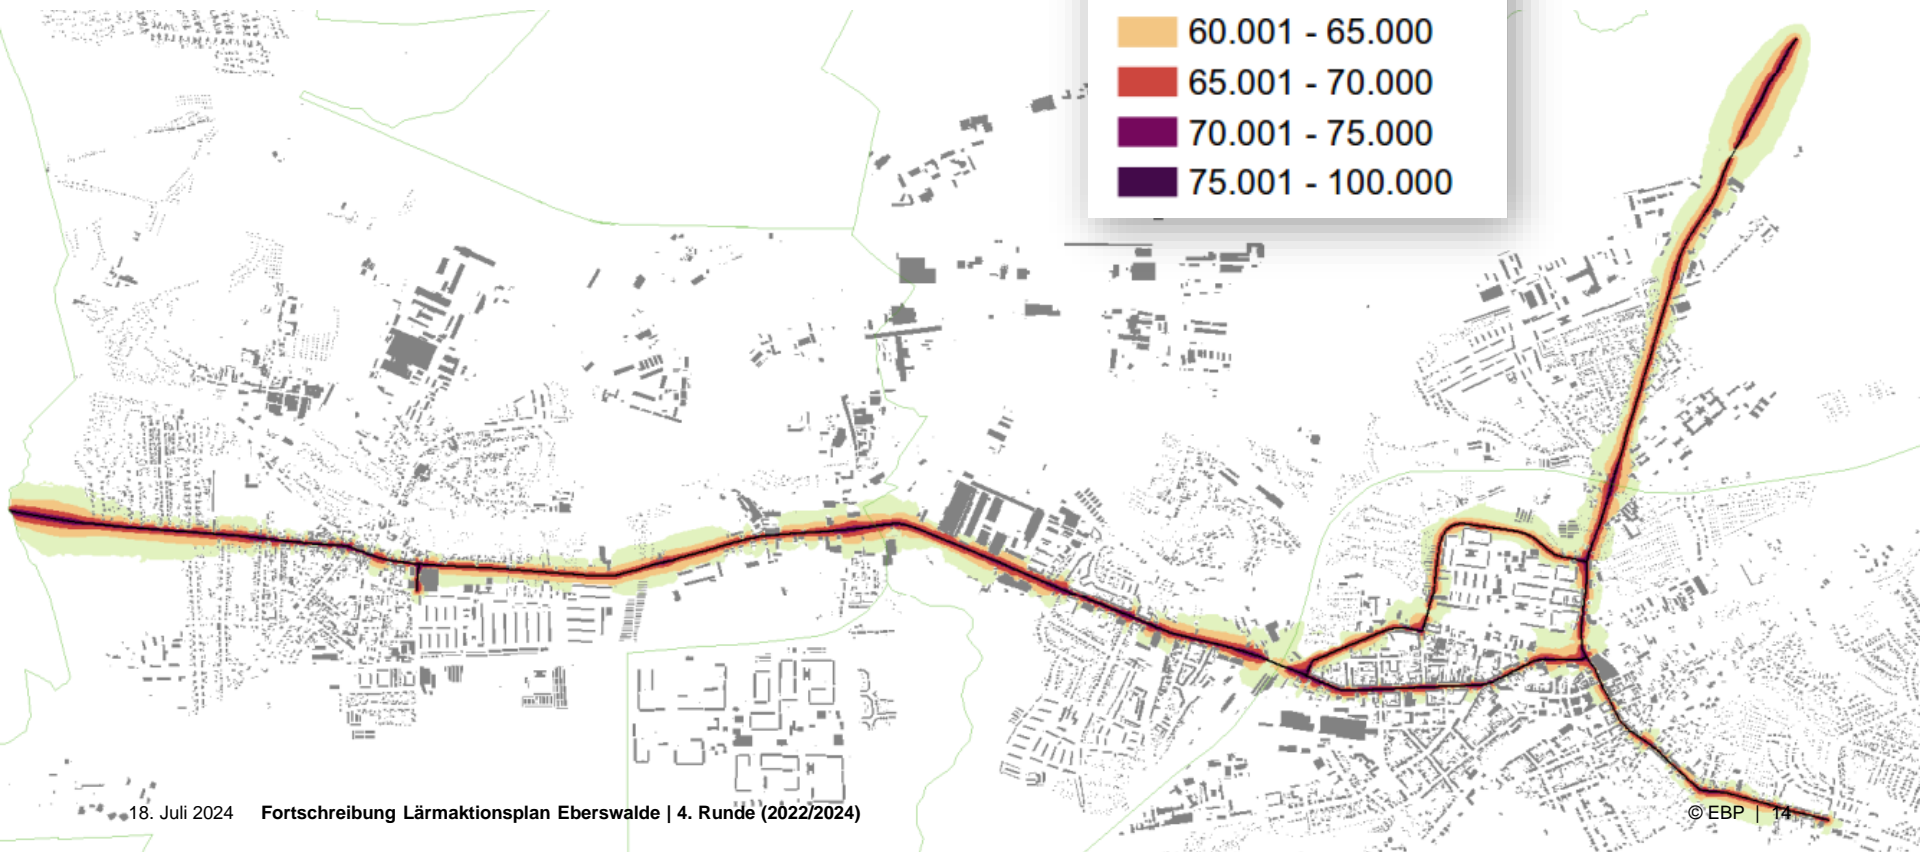 60.001 - 65.000
65.001 - 70.000
70.001 - 75.000
75.001 - 100.000
18. Juli 2024 Fortschreibung Lärmaktionsplan Eberswalde | 4. Runde (2022/2024) © EBP | 14